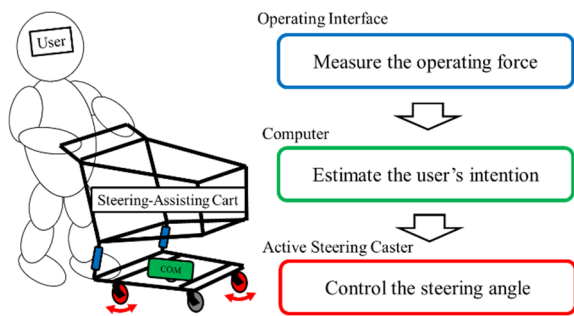 Operating Interface
User
Measure the operating force
Computer
Estimate the user's intention
Steering-Assisting Cart
Active Steering Caster
COM
Control the steering angle